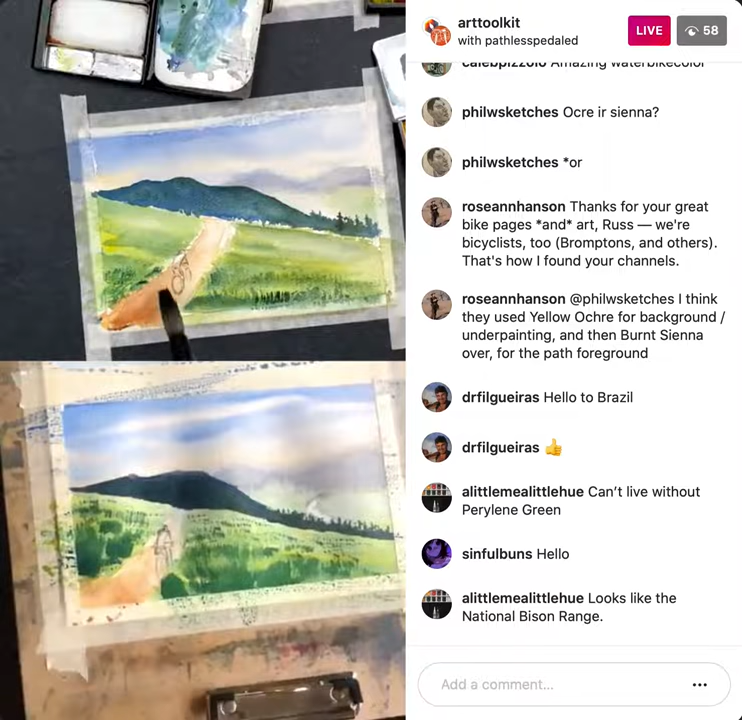 arttoolkit
with pathlesspedaled
LIVE
58
calebpizzolo Amazing waterbikecolor
philwsketches Ocre ir sienna?
philwsketches *or
roseannhanson Thanks for your great
bike pages *and* art, Russ — we're
bicyclists, too (Bromptons, and others).
That's how I found your channels.
roseannhanson @philwsketches I think
they used Yellow Ochre for background /
underpainting, and then Burnt Sienna
over, for the path foreground
drfilgueiras Hello to Brazil
drfilgueiras 👍
alittlemealittlehue Can’t live without
Perylene Green
sinfulbuns Hello
alittlemealittlehue Looks like the
National Bison Range.
Add a comment...